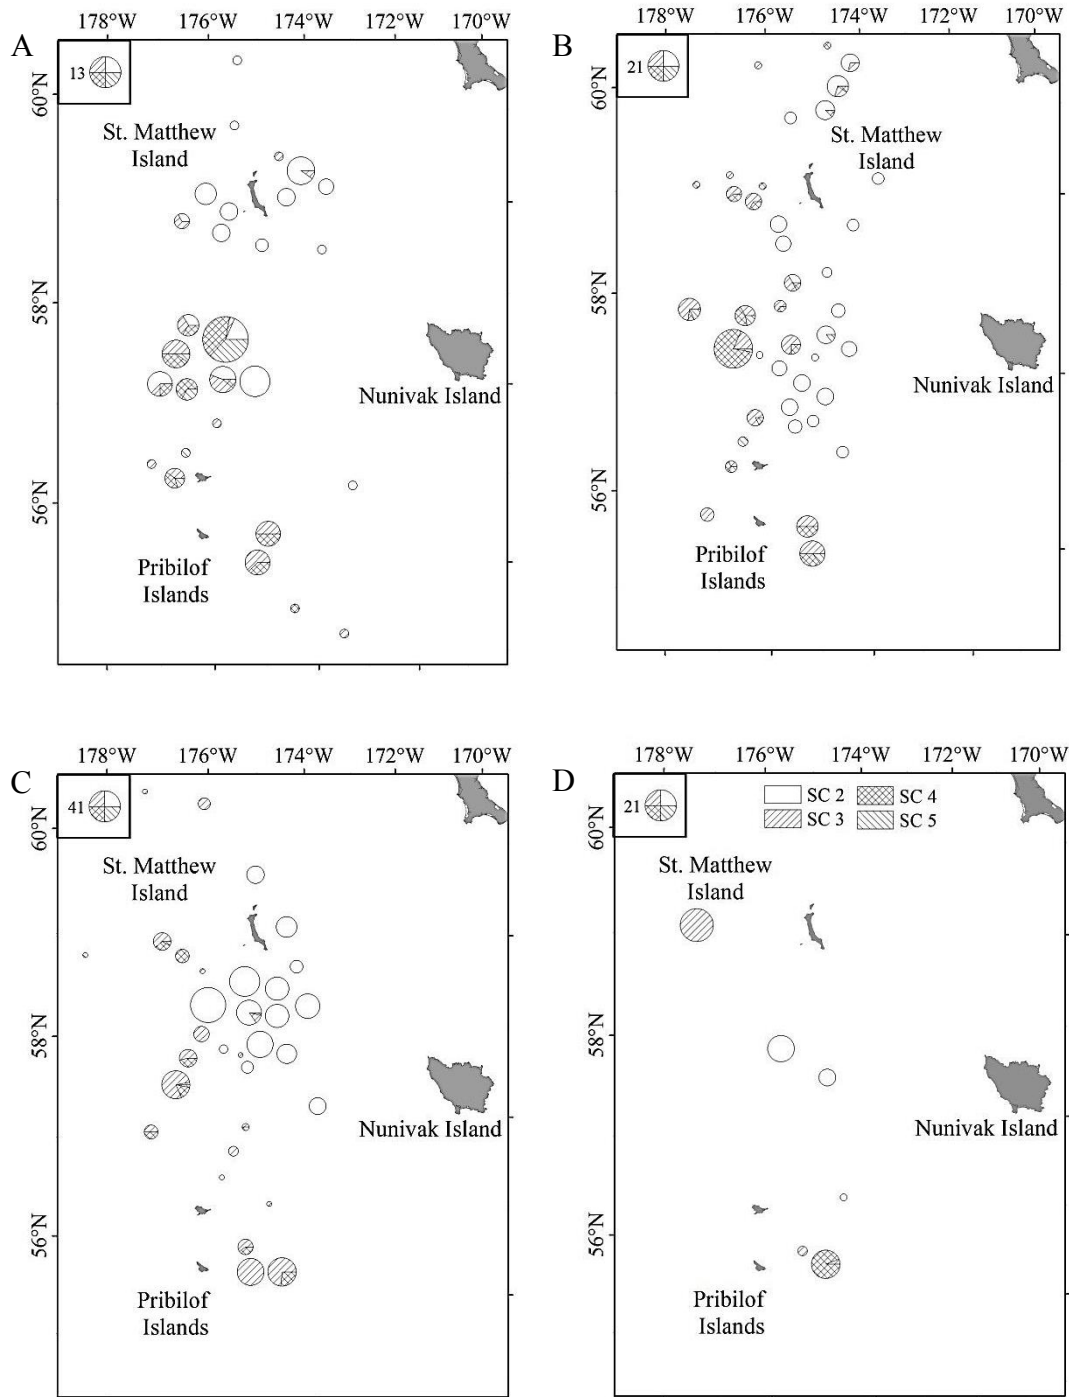 178°W 176°W 174°W 172°W 170°W
A
13
60°N
St. Matthew
Island
58°N
Nunivak Island
56°N
Pribilof
Islands
178°W 176°W 174°W 172°W 170°W
B
21
60°N
St. Matthew
Island
58°N
Nunivak Island
56°N
Pribilof
Islands
178°W 176°W 174°W 172°W 170°W
C
41
60°N
St. Matthew
Island
58°N
Nunivak Island
56°N
Pribilof
Islands
178°W 176°W 174°W 172°W 170°W
D
21
SC 2 SC 4
SC 3 SC 5
60°N
St. Matthew
Island
58°N
Nunivak Island
56°N
Pribilof
Islands